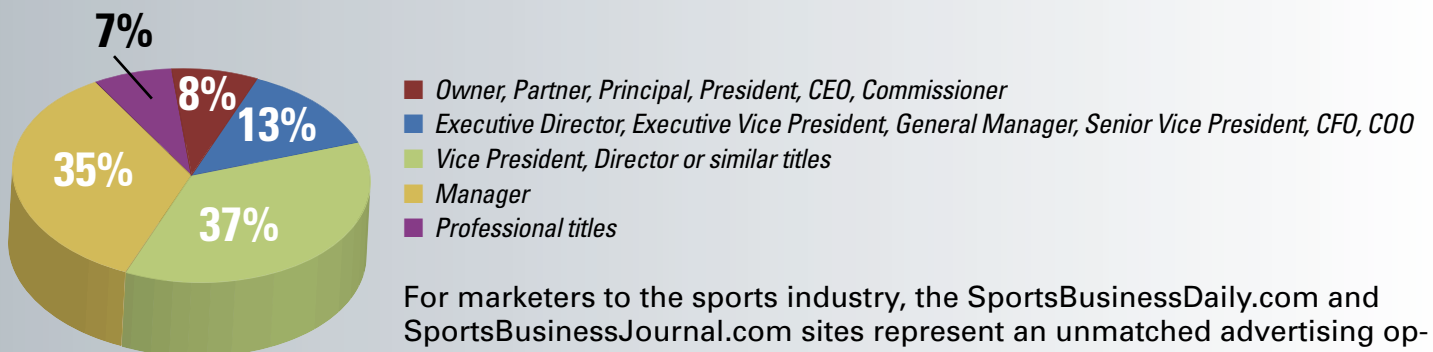 7%
8%
13%
35%
37%
Owner, Partner, Principal, President, CEO, Commissioner
Executive Director, Executive Vice President, General Manager, Senior Vice President, CFO, COO
Vice President, Director or similar titles
Manager
Professional titles
For marketers to the sports industry, the SportsBusinessDaily.com and
SportsBusinessJournal.com sites represent an unmatched advertising op-